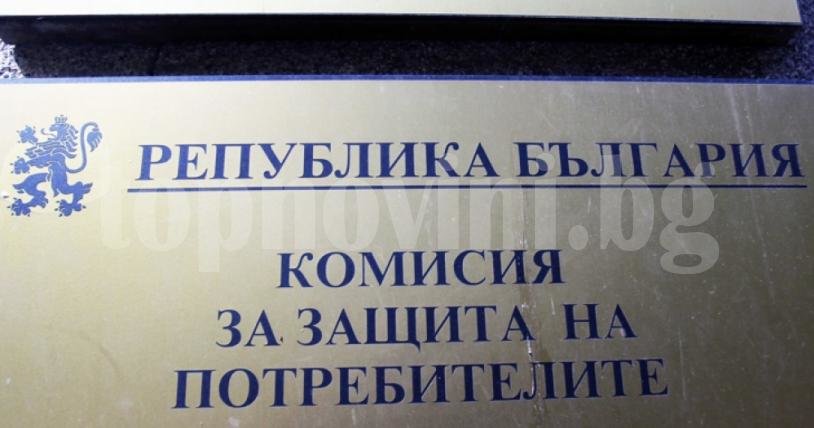 РЕПУБЛИКА БЪЛГАРИЯ
topnovini.bg
КОМИСИЯ
ЗА ЗАЩИТА НА
ПОТРЕБИТЕЛИТЕ